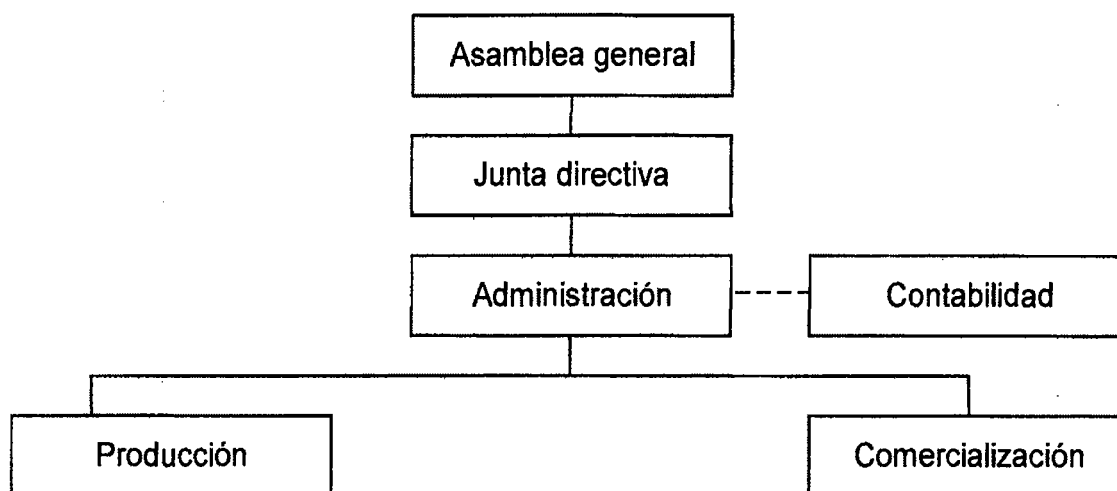 Asamblea general
Junta directiva
Administración
Contabilidad
Producción
Comercialización